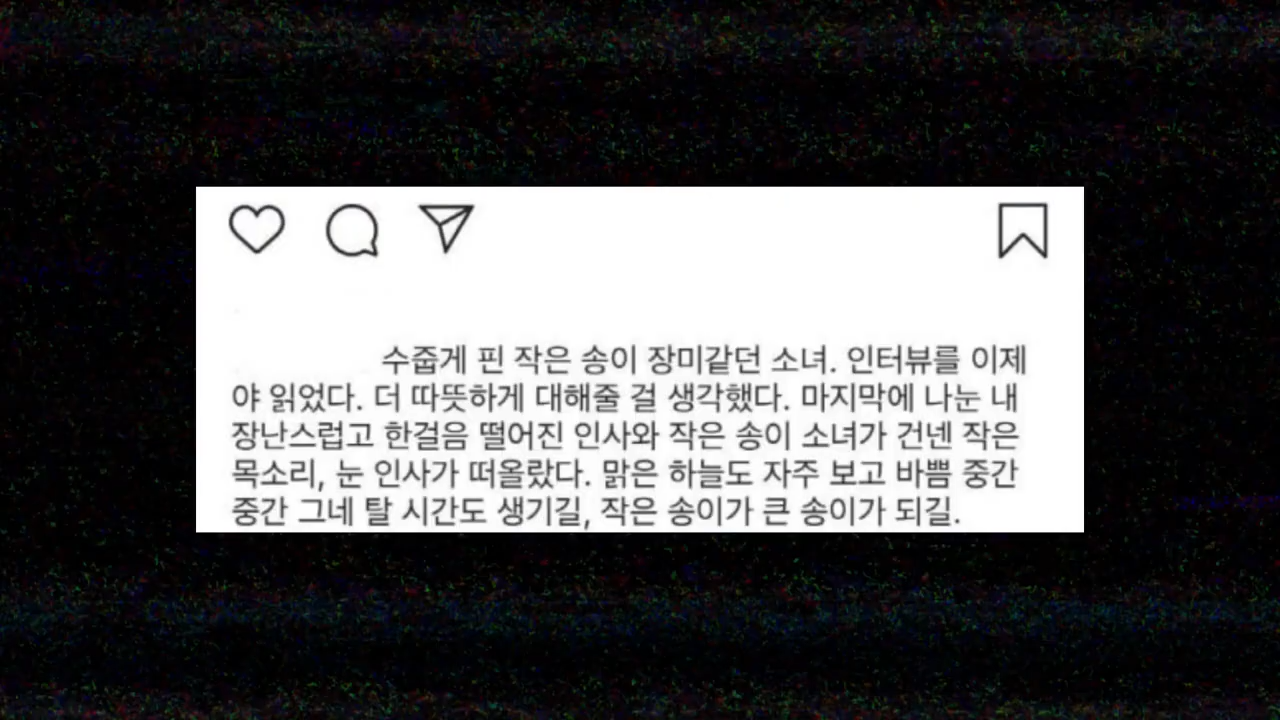 수줍게 핀 작은 송이 장미같던 소녀. 인터뷰를 이제
야 읽었다. 더 따뜻하게 대해줄 걸 생각했다. 마지막에 나눈 내
장난스럽고 한걸음 떨어진 인사와 작은 송이 소녀가 건넨 작은
목소리, 눈 인사가 떠올랐다. 맑은 하늘도 자주 보고 바쁨 중간
중간 그네 탈 시간도 생기길, 작은 송이가 큰 송이가 되길.